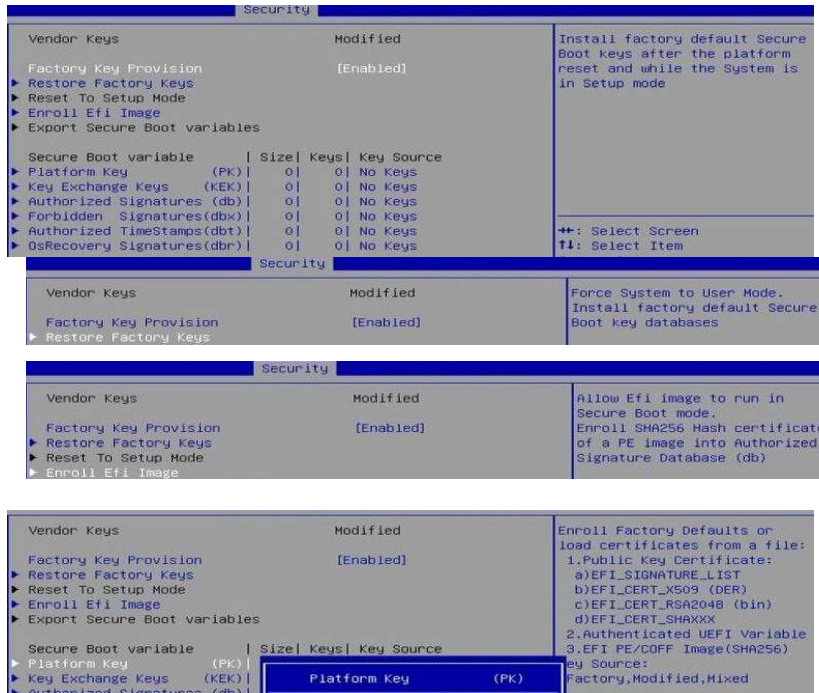 Security
Vendor Keys Modified
Factory Key Provision [Enabled]
Restore Factory Keys
Reset To Setup Mode
Enroll Efi Image
Export Secure Boot variables
Secure Boot variable | Size| Keys| Key Source
Platform Key (PK)| 0| 0| No Keys
Key Exchange Keys (KEK)| 0| 0| No Keys
Authorized Signatures (db)| 0| 0| No Keys
Forbidden Signatures(dbx)| 0| 0| No Keys
Authorized TimeStamps(dbt)| 0| 0| No Keys
OsRecovery Signatures(dbr)| 0| 0| No Keys
Install factory default Secure
Boot keys after the platform
reset and while the System is
in Setup mode
→←: Select Screen
↑↓: Select Item
Security
Vendor Keys Modified
Factory Key Provision [Enabled]
Restore Factory Keys
Force System to User Mode.
Install factory default Secure
Boot key databases
Security
Vendor Keys Modified
Factory Key Provision [Enabled]
Restore Factory Keys
Reset To Setup Mode
Enroll Efi Image
Allow Efi image to run in
Secure Boot mode.
Enroll SHA256 Hash certificat
of a PE image into Authorized
Signature Database (db)
Vendor Keys Modified
Factory Key Provision [Enabled]
Restore Factory Keys
Reset To Setup Mode
Enroll Efi Image
Export Secure Boot variables
Secure Boot variable | Size| Keys| Key Source
Platform Key (PK)|
Key Exchange Keys (KEK)|
Authorized Signatures (db)|
Platform Key (PK)
Enroll Factory Defaults or
load certificates from a file:
1.Public Key Certificate:
a)EFI_SIGNATURE_LIST
b)EFI_CERT_X509 (DER)
c)EFI_CERT_RSA2048 (bin)
d)EFI_CERT_SHAXXX
2.Authenticated UEFI Variable
3.EFI PE/COFF Image(SHA256)
ey Source:
Factory,Modified,Mixed